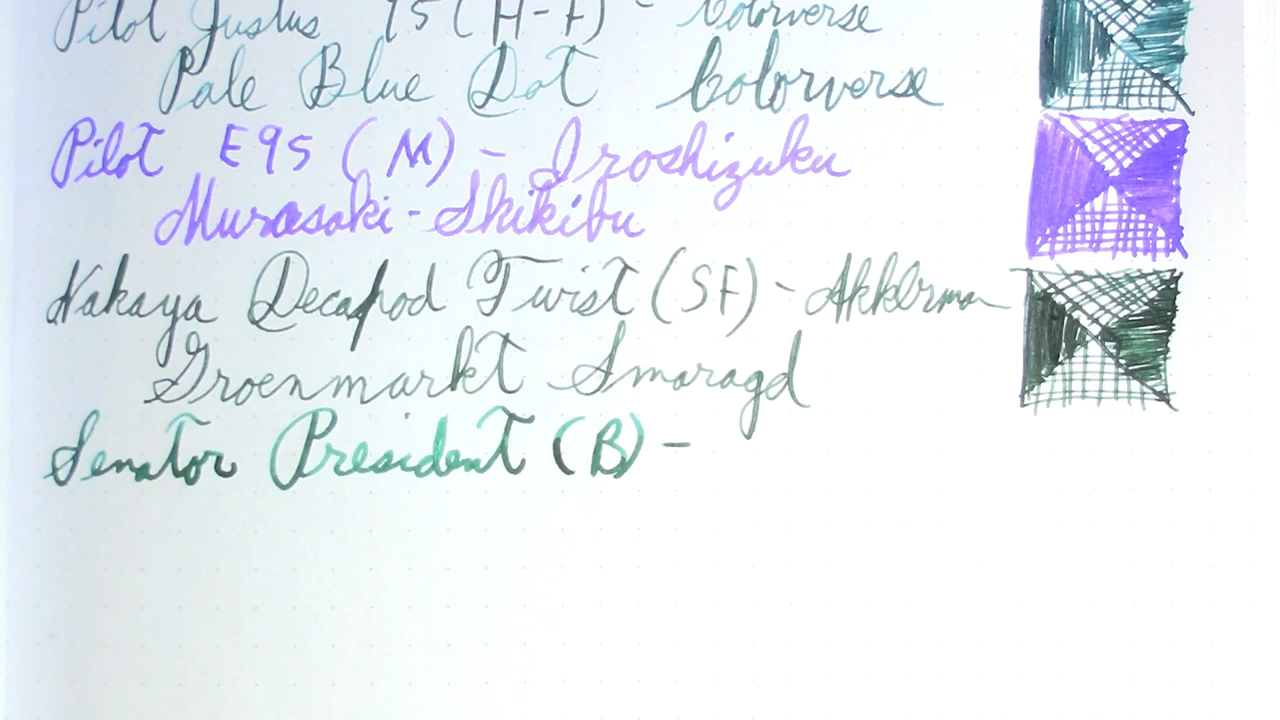 Pilot Justus 95 (H-F) - Colorverse
Pale Blue Dot Colorverse
Pilot E95 (M) - Iroshizuku
Murasaki-Shikibu
Nakaya Decapod Twist (SF) - Akkerman
Groenmarkt Smaragd
Senator President (B) -